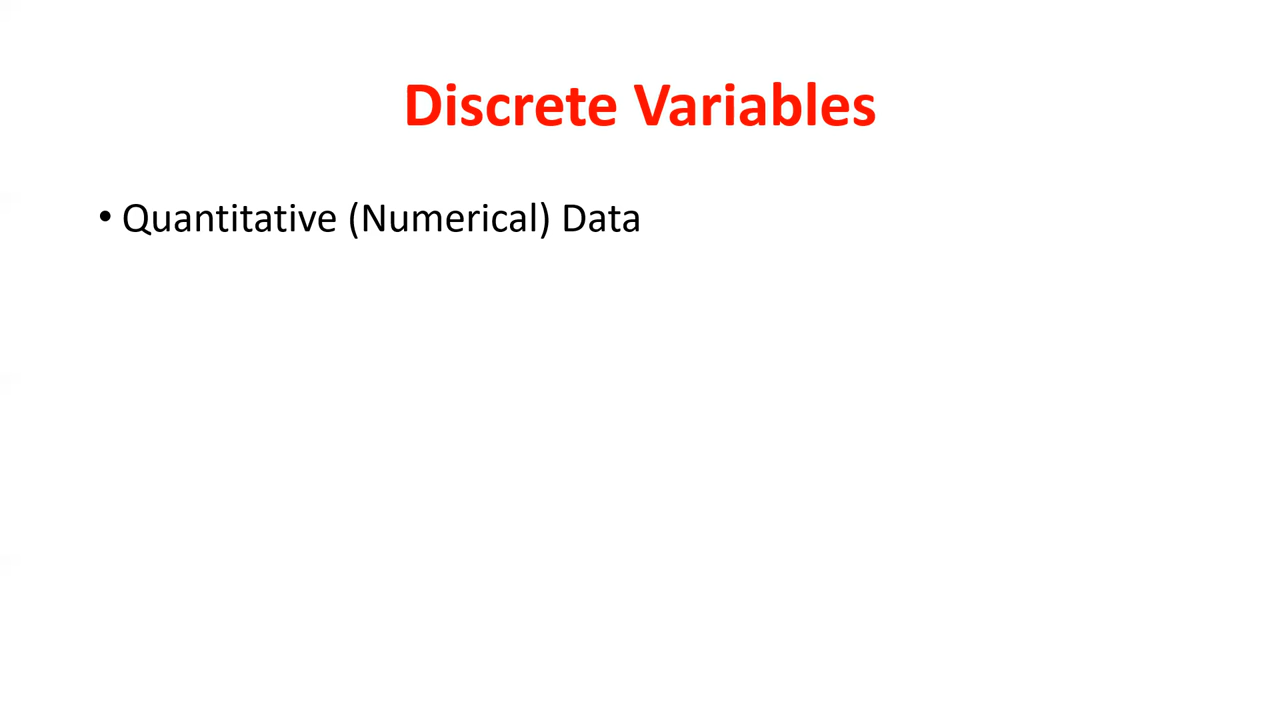 Discrete Variables
• Quantitative (Numerical) Data